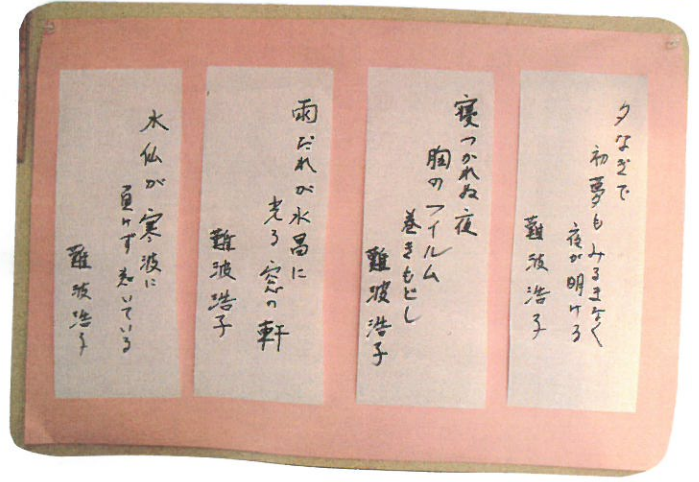 夕なぎで
初夢もみるまなく
夜が明ける
難波浩子
寝つかれぬ夜
胸のフイルム
巻きもどし
難波浩子
雨だれが水晶に
光る窓の軒
難波浩子
水仙が寒波に
負けず咲いている
難波浩子